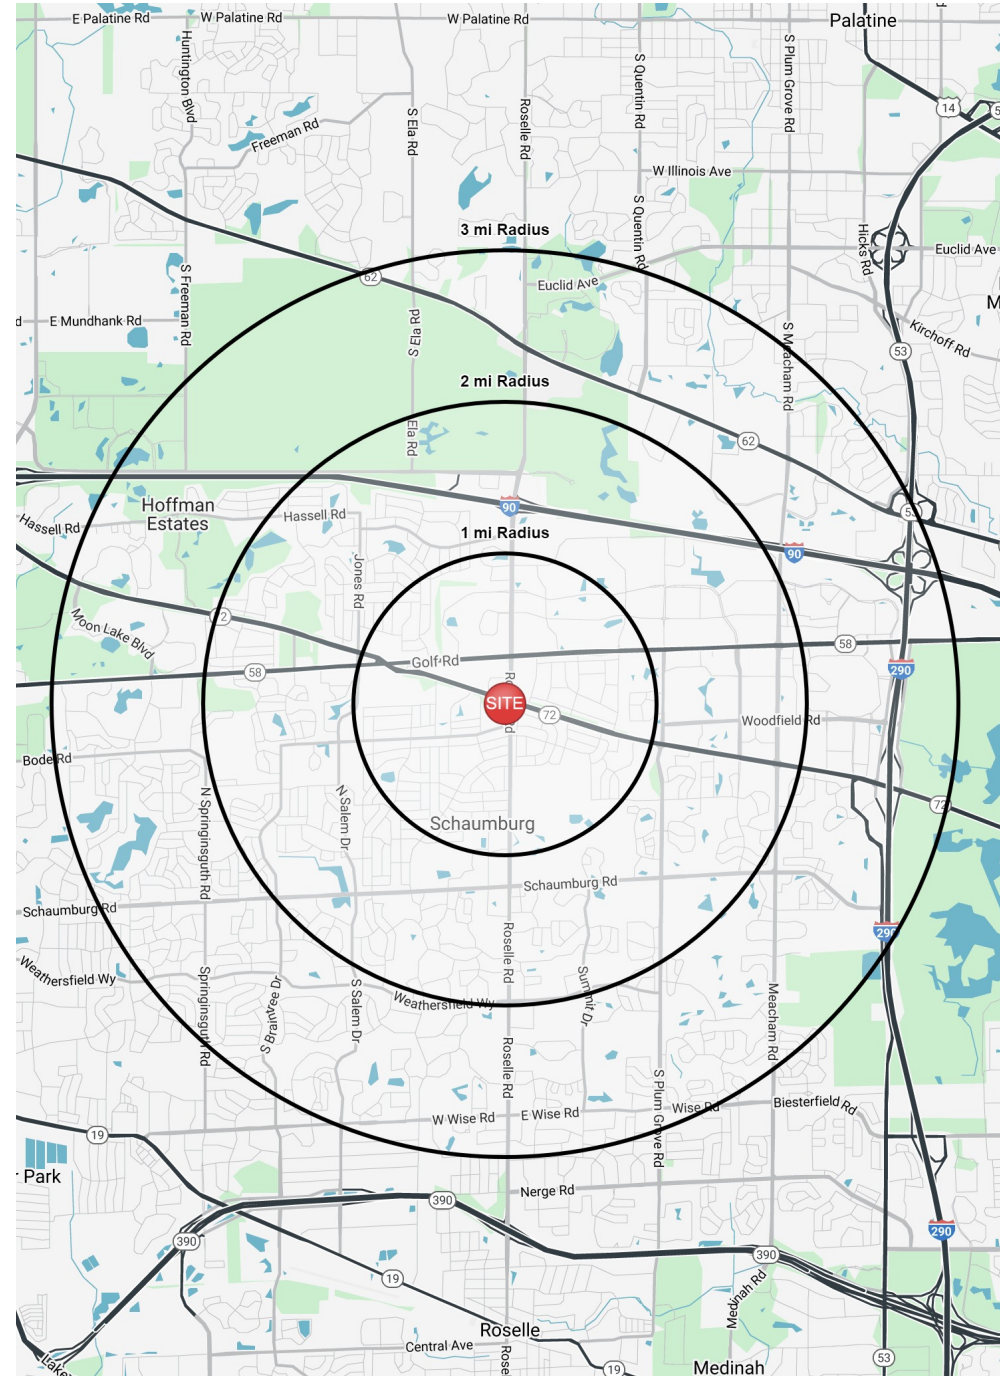 E Palatine Rd
W Palatine Rd
W Palatine Rd
Palatine
Huntington Blvd
S Ela Rd
Roselle Rd
S Quentin Rd
S Plum Grove Rd
14
Freeman Rd
W Illinois Ave
S Quentin Rd
Hicks Rd
3 mi Radius
Euclid Ave
Euclid Ave
62
S Freeman Rd
E Mundhank Rd
S Ela Rd
S Meacham Rd
Kirchoff Rd
53
2 mi Radius
Ela Rd
62
Hoffman
Estates
Hassell Rd
Hassell Rd
90
53
1 mi Radius
90
Jones Rd
Moon Lake Blvd
72
58
Golf Rd
58
290
SITE
72
Woodfield Rd
Bode Rd
N Springinsguth Rd
N Salem Dr
72
Schaumburg
Schaumburg Rd
Schaumburg Rd
Roselle Rd
290
Weathersfield Wy
Springinsguth Rd
S Braintree Dr
S Salem Dr
Weathersfield Wy
Summit Dr
Meacham Rd
Roselle Rd
S Plum Grove Rd
W Wise Rd
E Wise Rd
Wise Rd
Biesterfield Rd
19
r Park
Nerge Rd
390
390
390
290
19
Medinah Rd
Roselle
Central Ave
19
53
Medinah
Lake